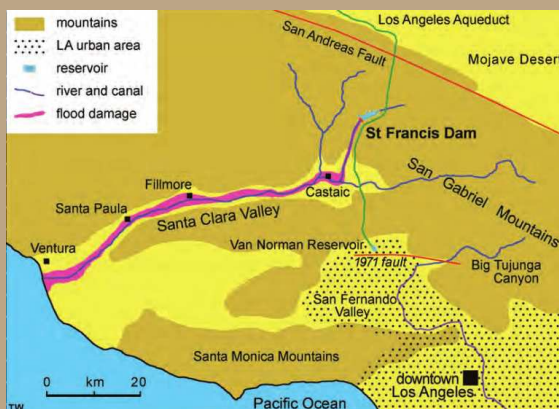 mountains
LA urban area
reservoir
river and canal
flood damage
Los Angeles Aqueduct
San Andreas Fault
Mojave Desert
St Francis Dam
Castaic
San Gabriel Mountains
Fillmore
Santa Paula
Santa Clara Valley
Ventura
Van Norman Reservoir
1971 fault
Big Tujunga
Canyon
San Fernando
Valley
Santa Monica Mountains
0 km 20
downtown
Los Angeles
Pacific Ocean
TW